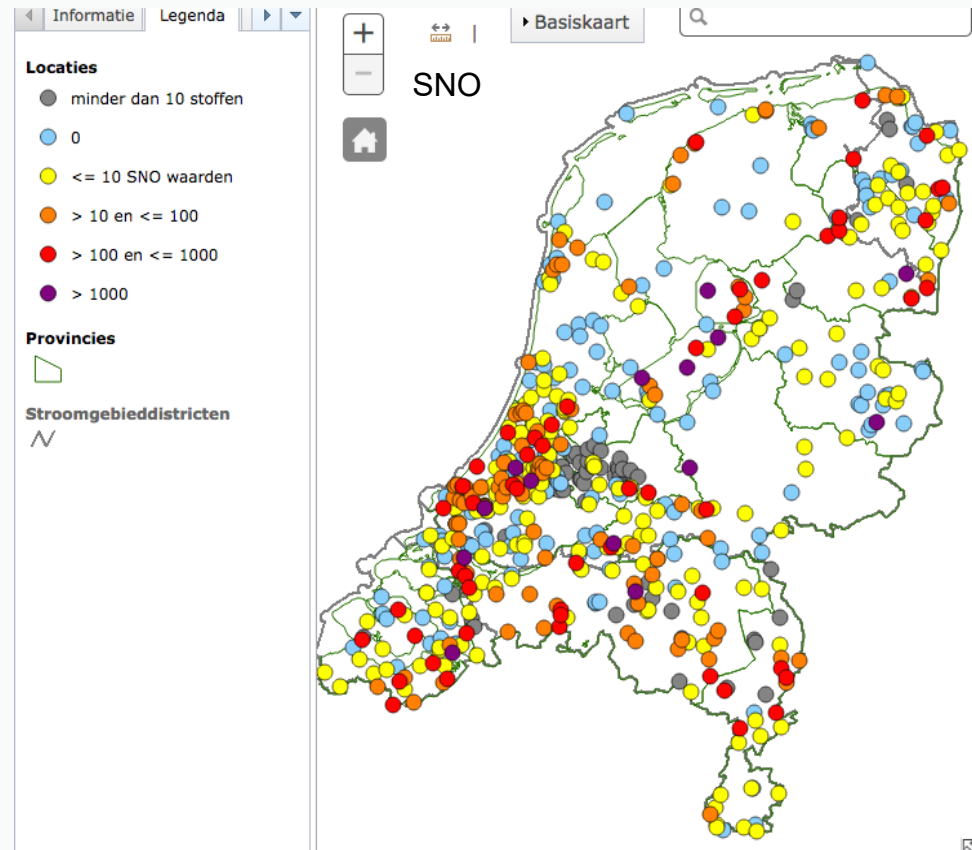 Informatie Legenda
Basiskaart
SNO
Locaties
minder dan 10 stoffen
0
<= 10 SNO waarden
> 10 en <= 100
> 100 en <= 1000
> 1000
Provincies
Stroomgebieddistricten